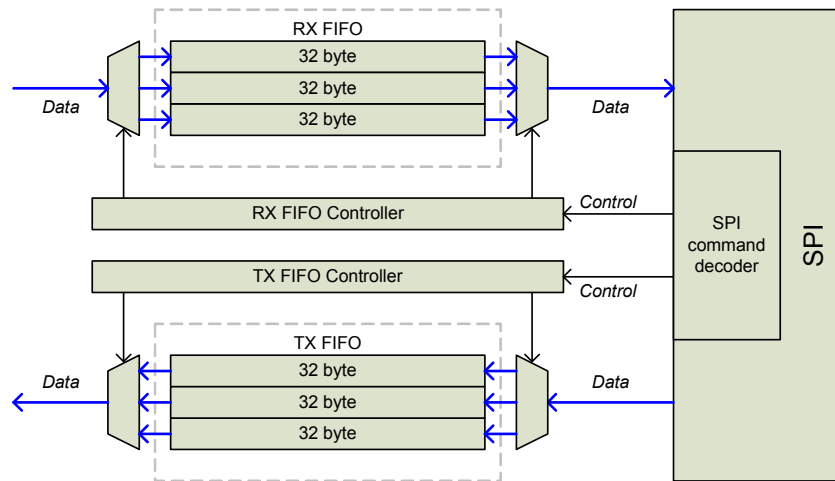 RX FIFO
32 byte
32 byte
32 byte
Data
Data
RX FIFO Controller
Control
SPI
command
decoder
SPI
TX FIFO Controller
Control
TX FIFO
32 byte
32 byte
32 byte
Data
Data